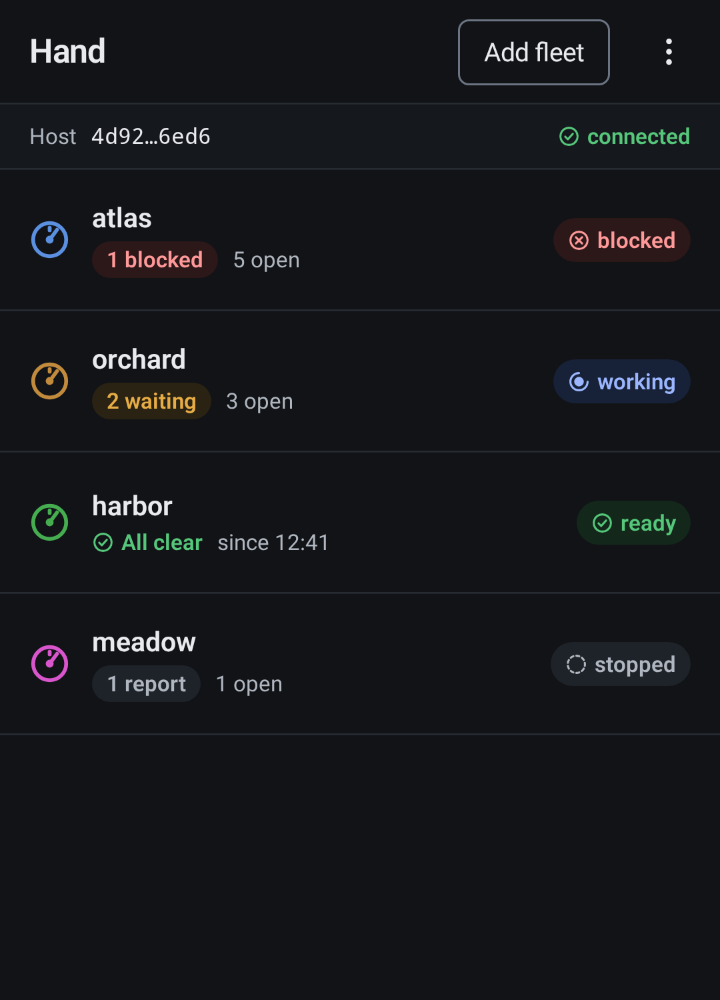 Hand
Add fleet
Host 4d92…6ed6
connected
atlas
1 blocked 5 open
blocked
orchard
2 waiting 3 open
working
harbor
All clear since 12:41
ready
meadow
1 report 1 open
stopped